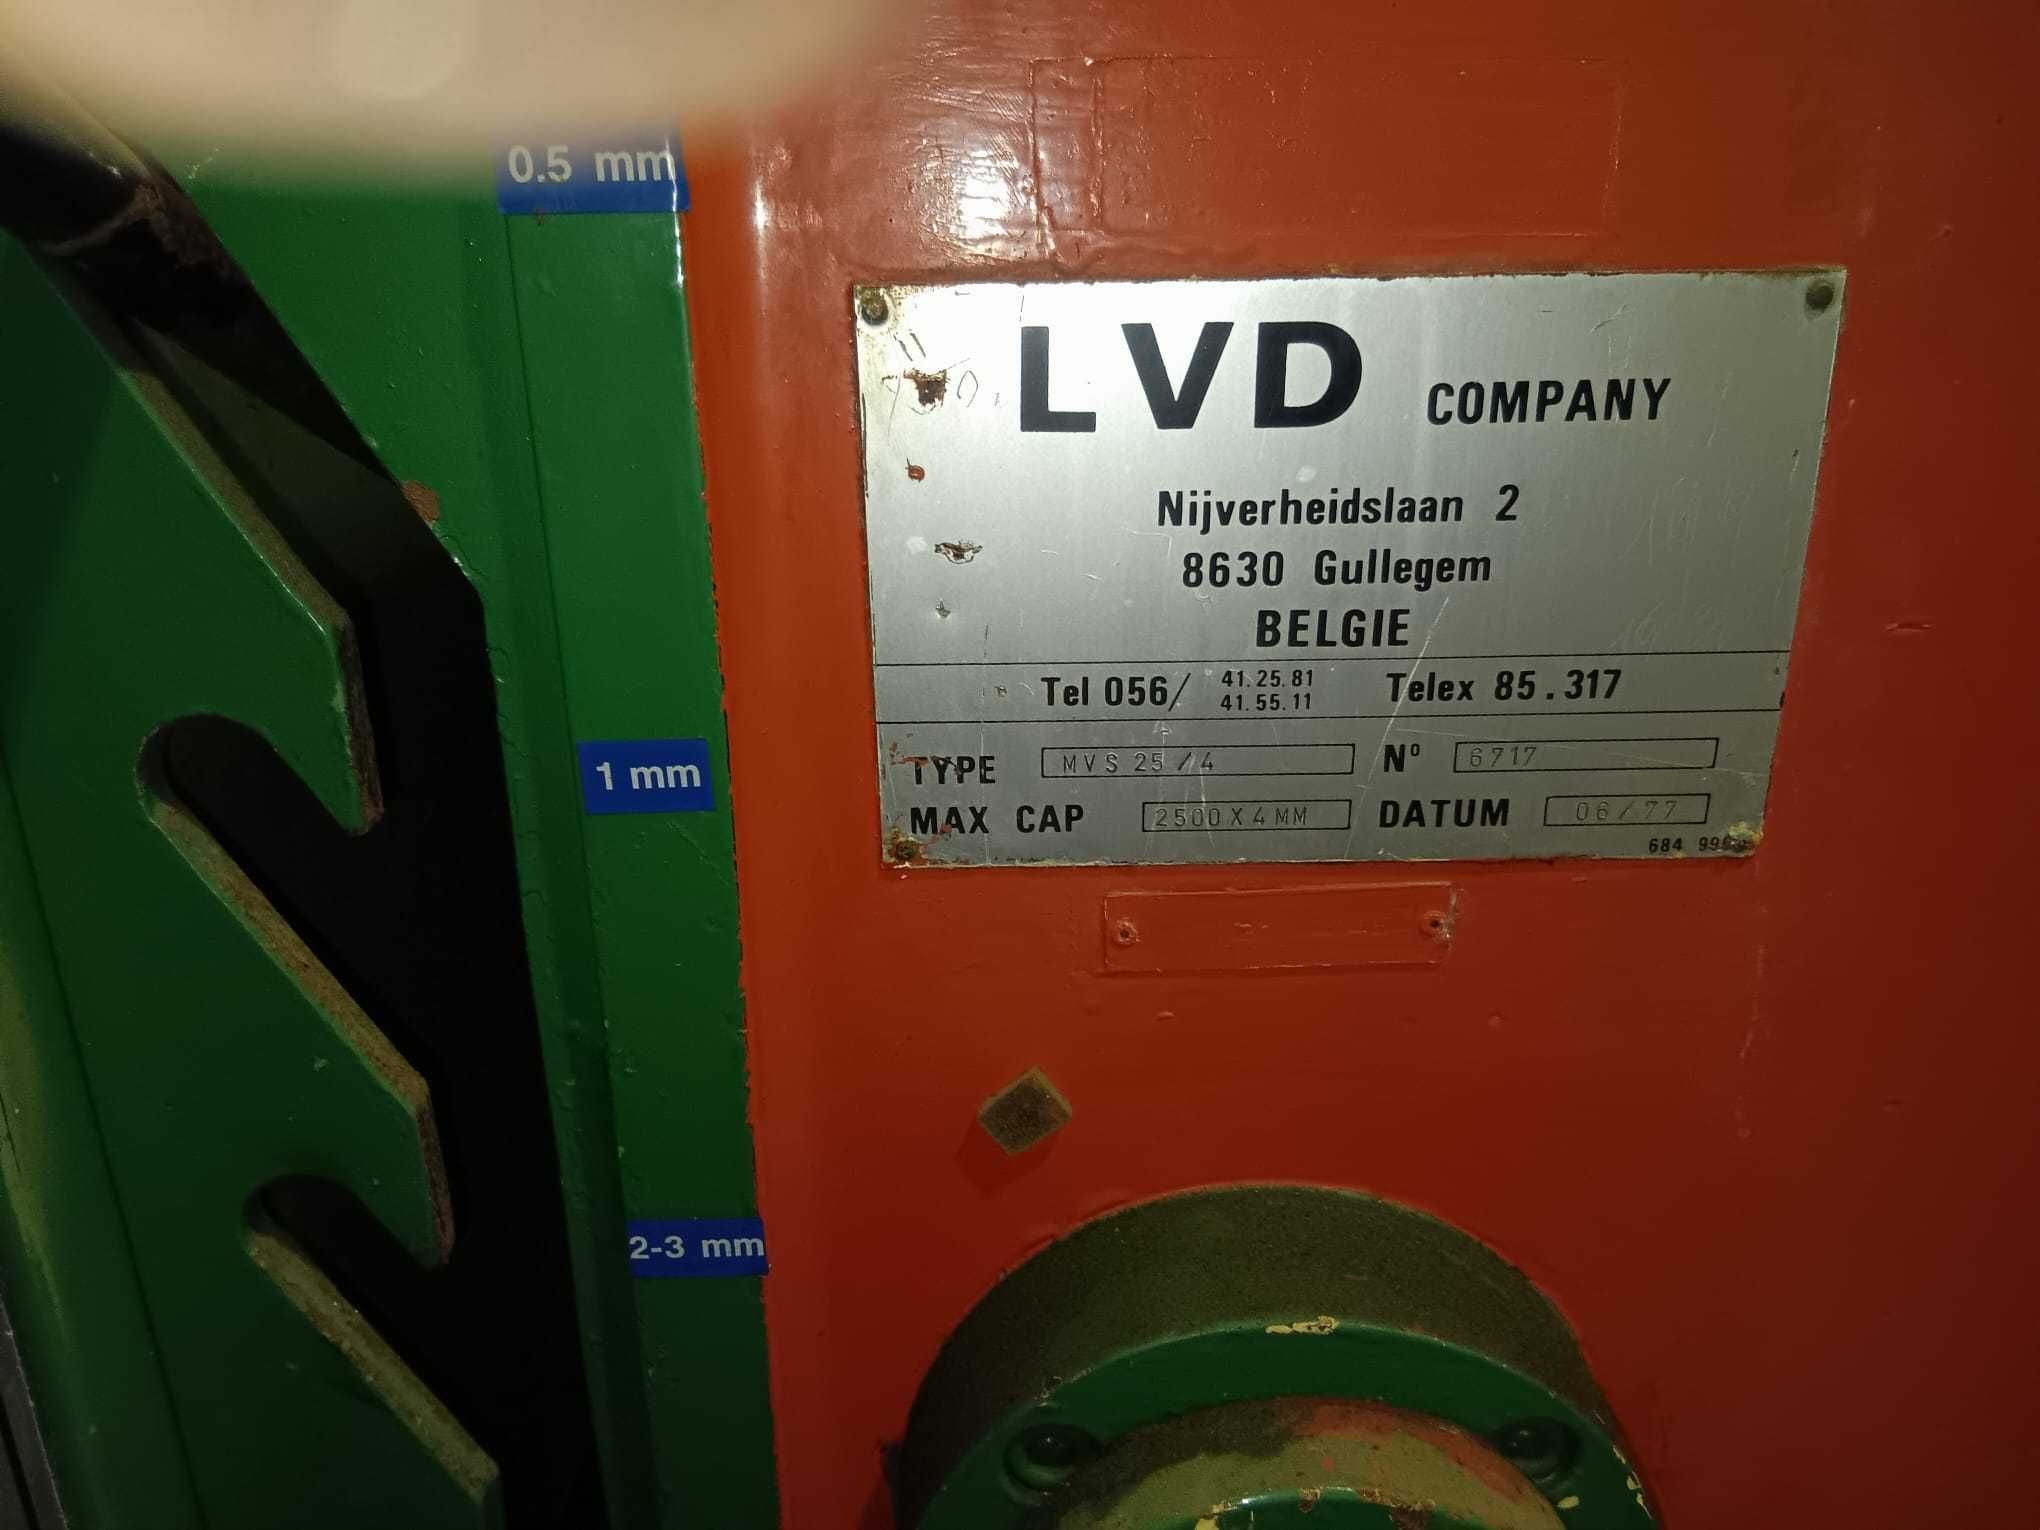 0.5 mm
LVD COMPANY
Nijverheidslaan 2
8630 Gullegem
BELGIE
Tel 056/ 41.25.81
41.55.11
Telex 85.317
TYPE MVS 25/4 N° 6717
MAX CAP 2500 X 4 MM DATUM 06/77
684
1 mm
2-3 mm